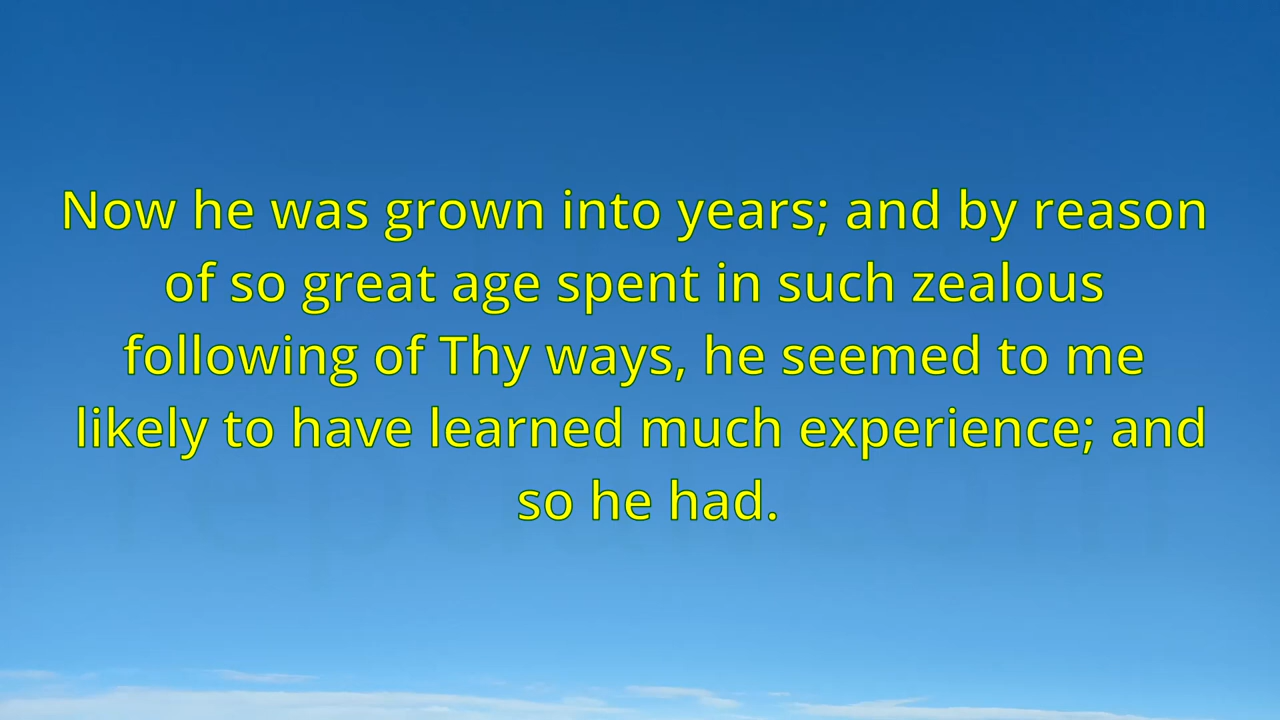 Now he was grown into years; and by reason
of so great age spent in such zealous
following of Thy ways, he seemed to me
likely to have learned much experience; and
so he had.